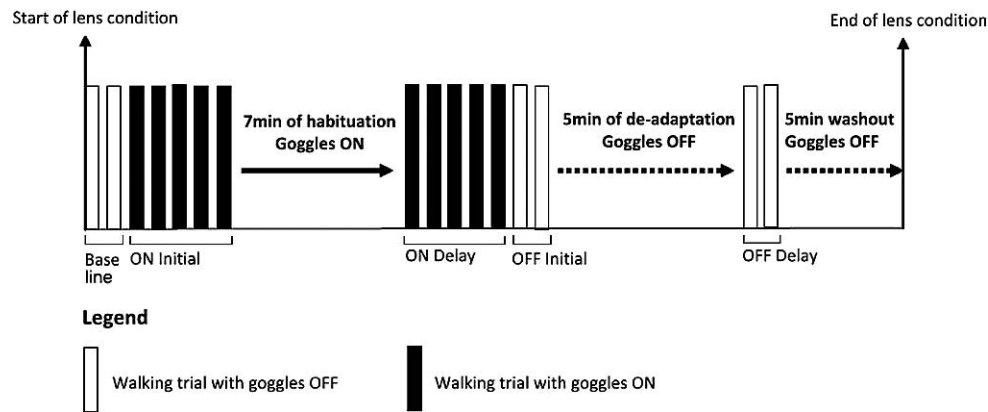 Start of lens condition
End of lens condition
7min of habituation
Goggles ON
5min of de-adaptation
Goggles OFF
5min washout
Goggles OFF
Base
line
ON Initial
ON Delay
OFF Initial
OFF Delay
Legend
Walking trial with goggles OFF
Walking trial with goggles ON